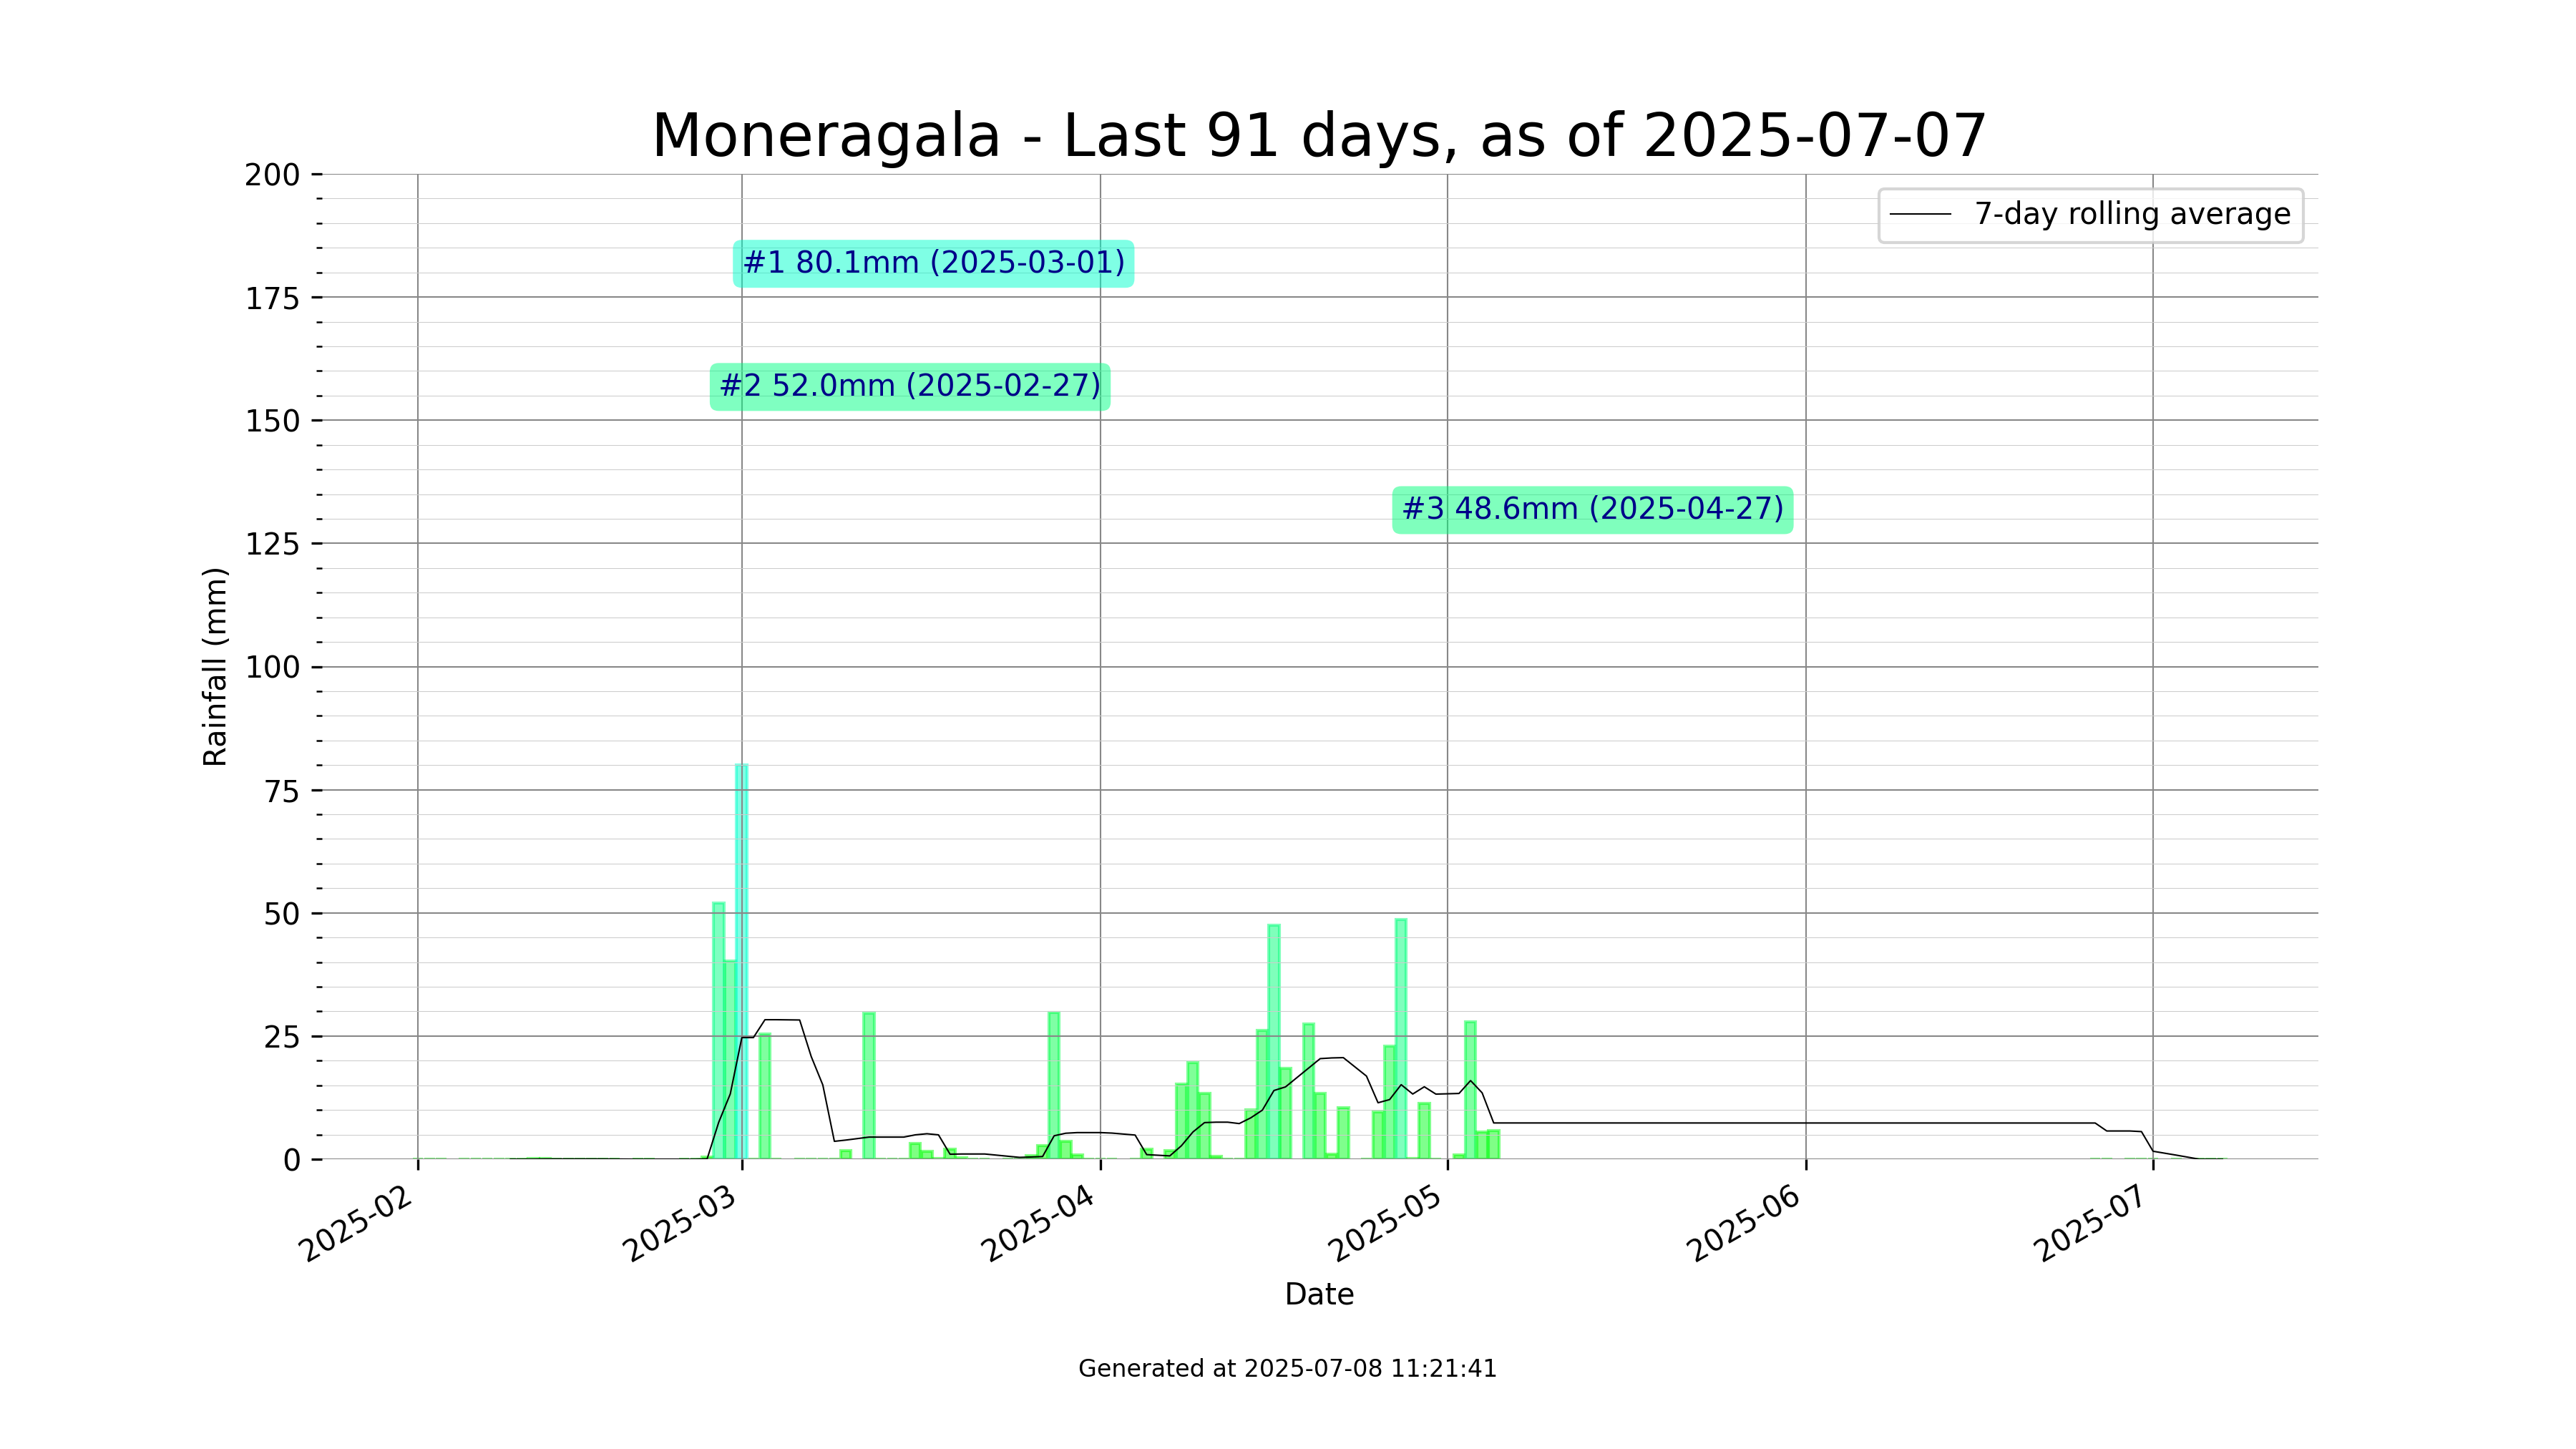 Moneragala - Last 91 days, as of 2025-07-07
200
175
150
125
100
75
50
25
0
Rainfall (mm)
7-day rolling average
#1 80.1mm (2025-03-01)
#2 52.0mm (2025-02-27)
#3 48.6mm (2025-04-27)
2025-02
2025-03
2025-04
2025-05
2025-06
2025-07
Date
Generated at 2025-07-08 11:21:41